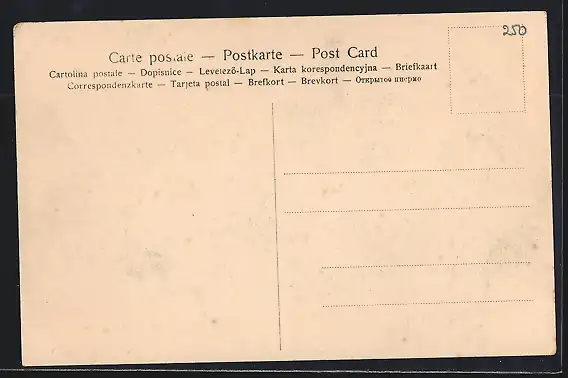 250
Carte postale — Postkarte — Post Card
Cartolina postale — Dopisnice — Levelező-Lap — Karta korespondencyjna — Briefkaart
Correspondenzkarte — Tarjeta postal — Brefkort — Brevkort — Открытое письмо